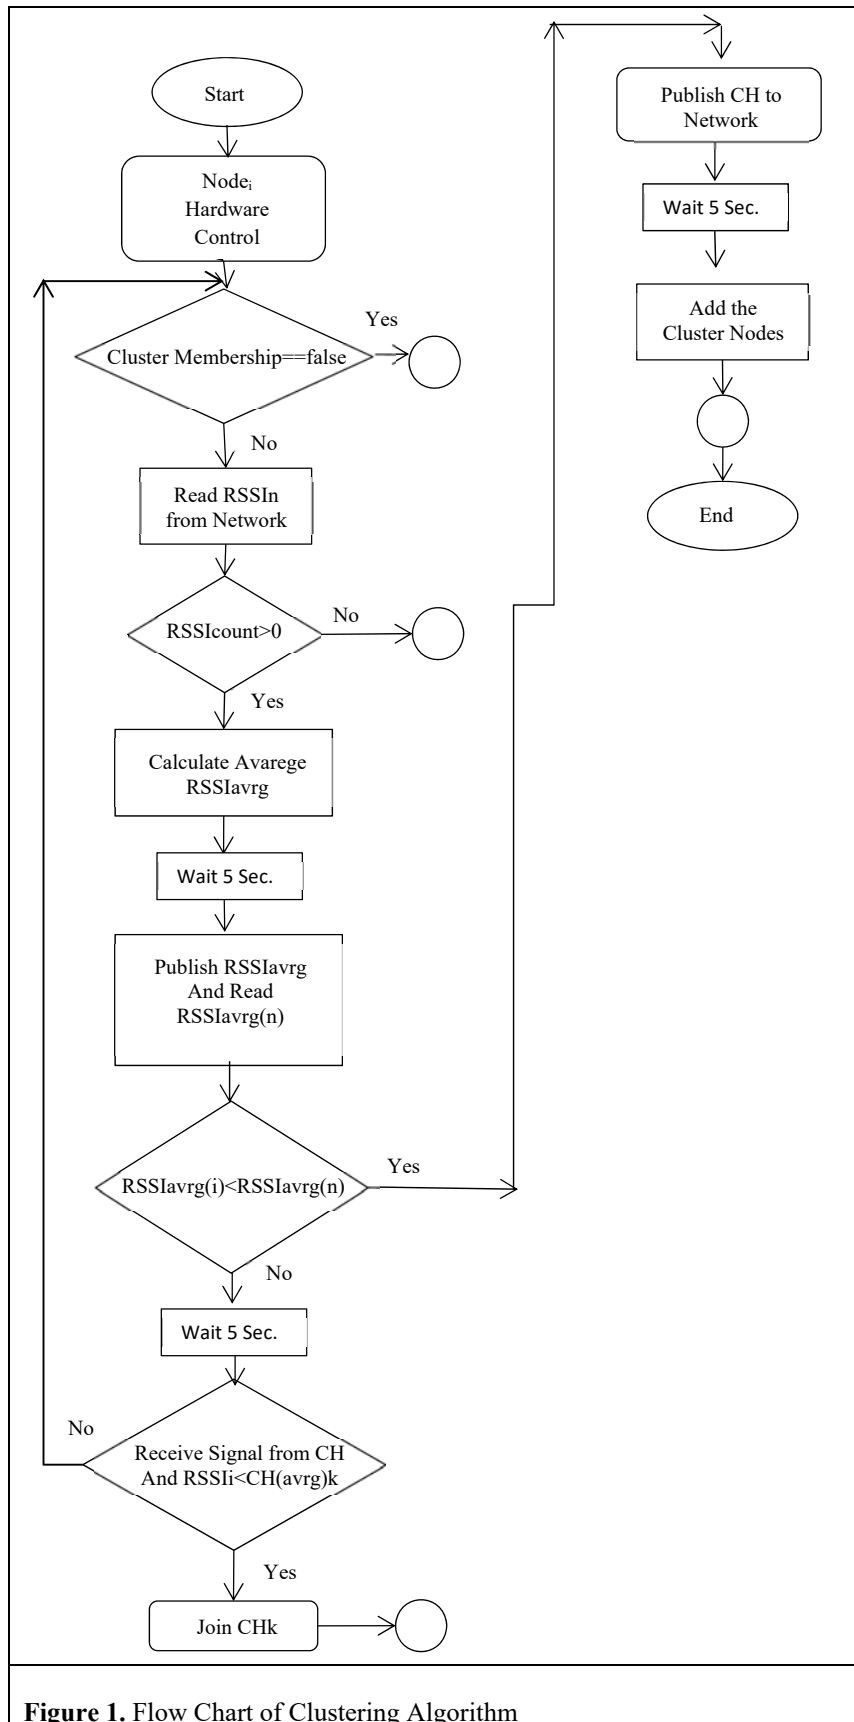 Start
Nodeᵢ
Hardware
Control
Yes
Cluster Membership==false
No
Read RSSIn
from Network
No
RSSIcount>0
Yes
Calculate Avarege
RSSIavrg
Wait 5 Sec.
Publish RSSIavrg
And Read
RSSIavrg(n)
Yes
RSSIavrg(i)<RSSIavrg(n)
No
Wait 5 Sec.
No
Receive Signal from CH
And RSSIi<CH(avrg)k
Yes
Join CHk
Publish CH to
Network
Wait 5 Sec.
Add the
Cluster Nodes
End
Figure 1. Flow Chart of Clustering Algorithm